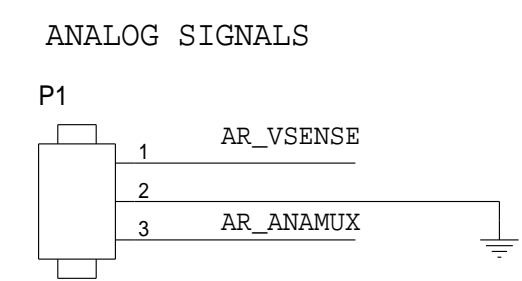 ANALOG SIGNALS
P1
1 AR_VSENSE
2
3 AR_ANAMUX